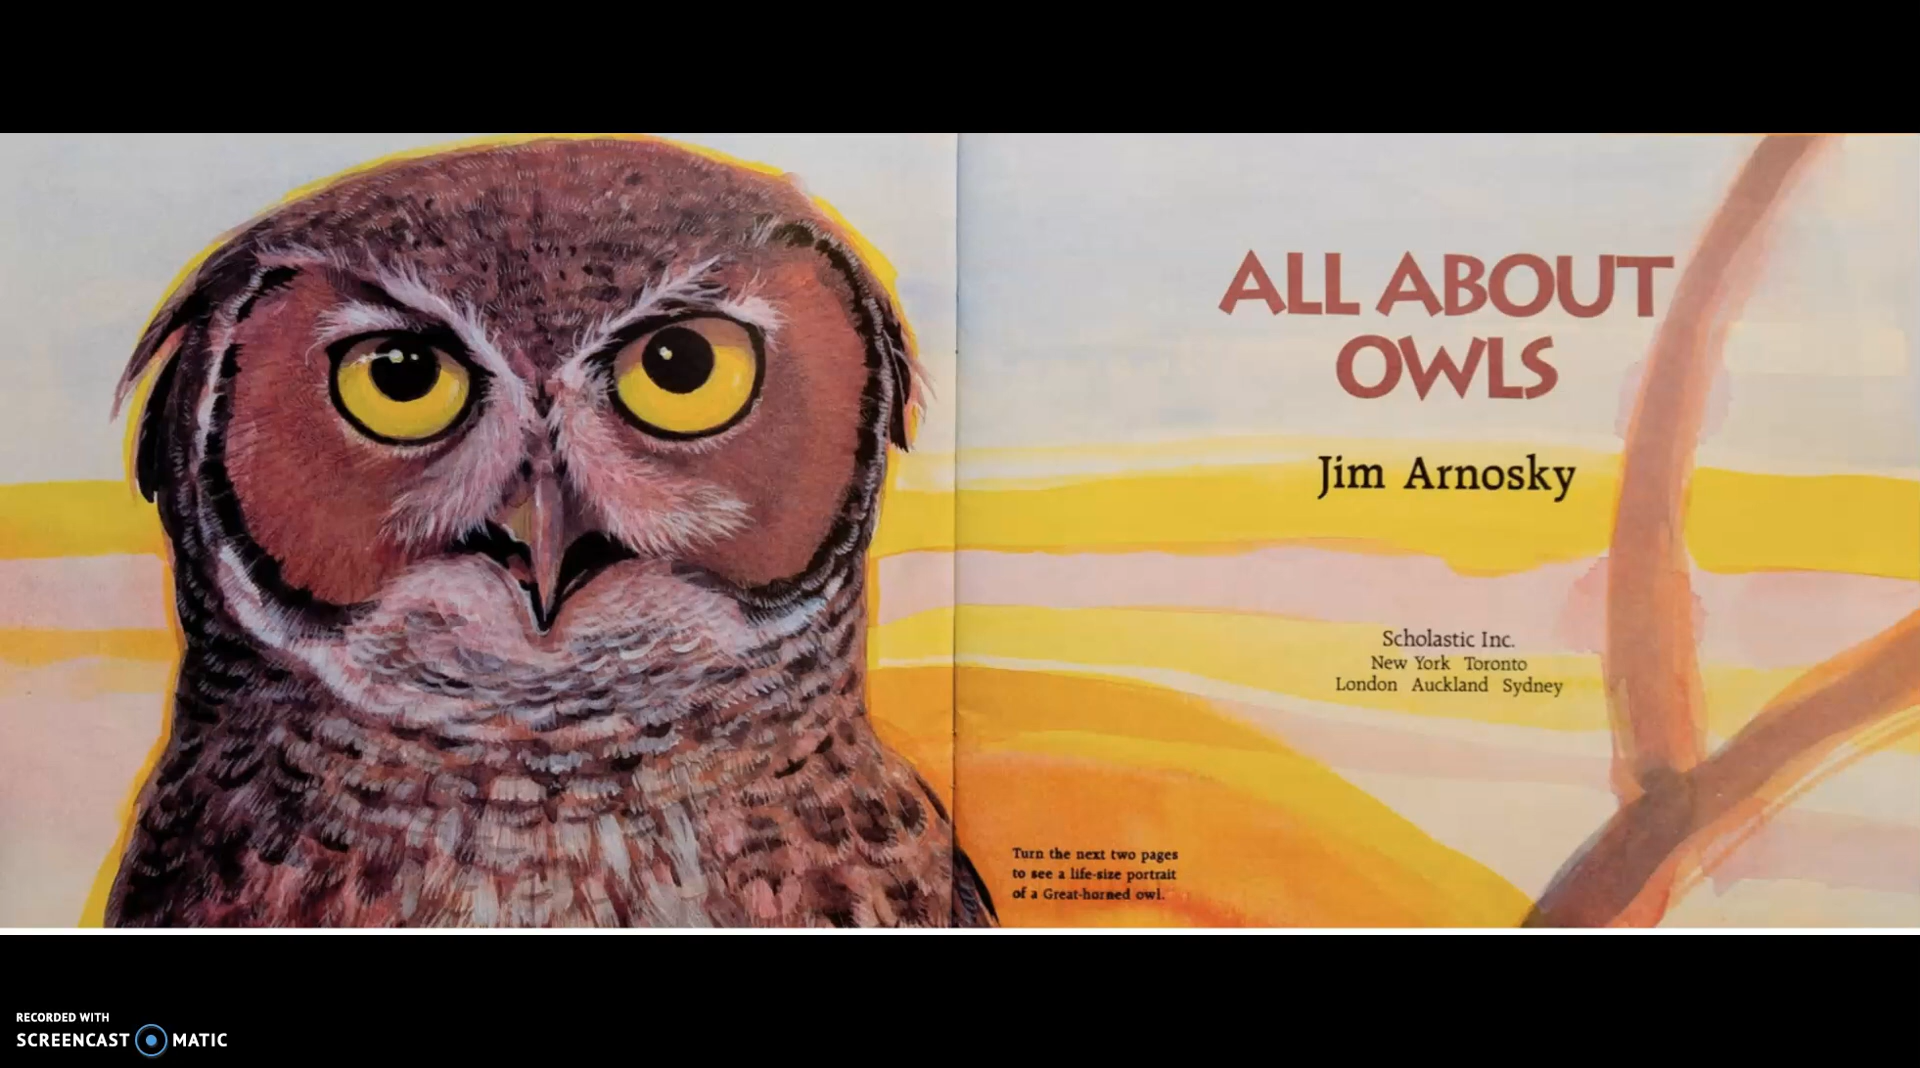 ALL ABOUT
OWLS
Jim Arnosky
Scholastic Inc.
New York Toronto
London Auckland Sydney
Turn the next two pages
to see a life-size portrait
of a Great-horned owl.
RECORDED WITH
SCREENCAST MATIC